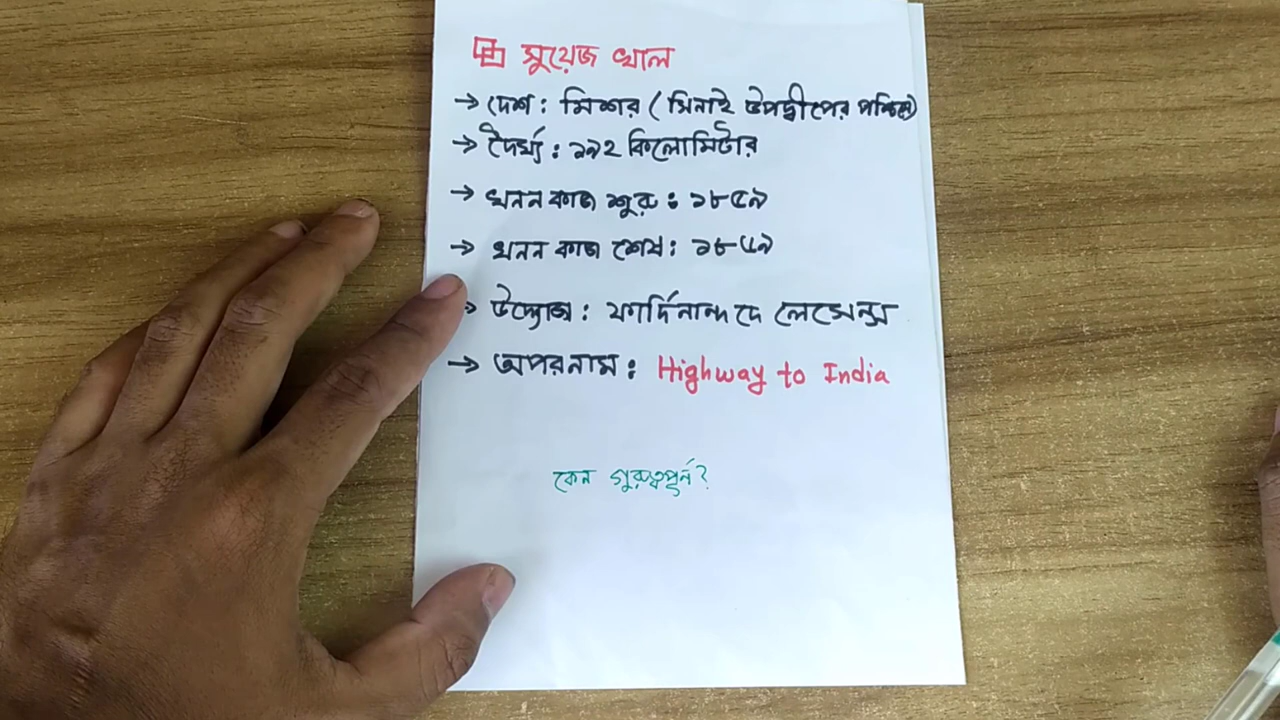 সুয়েজ খাল
→ দেশ : মিশর ( সিনাই উপদ্বীপের পশ্চিমে)
→ দৈর্ঘ্য : ১৯২ কিলোমিটার
→ খনন কাজ শুরু : ১৮৫৯
→ খনন কাজ শেষ : ১৮৬৯
→ উদ্যোক্তা : ফার্দিনান্দ দে লেসেন্স
→ অপরনাম : Highway to India
কেন গুরুত্বপূর্ন ?